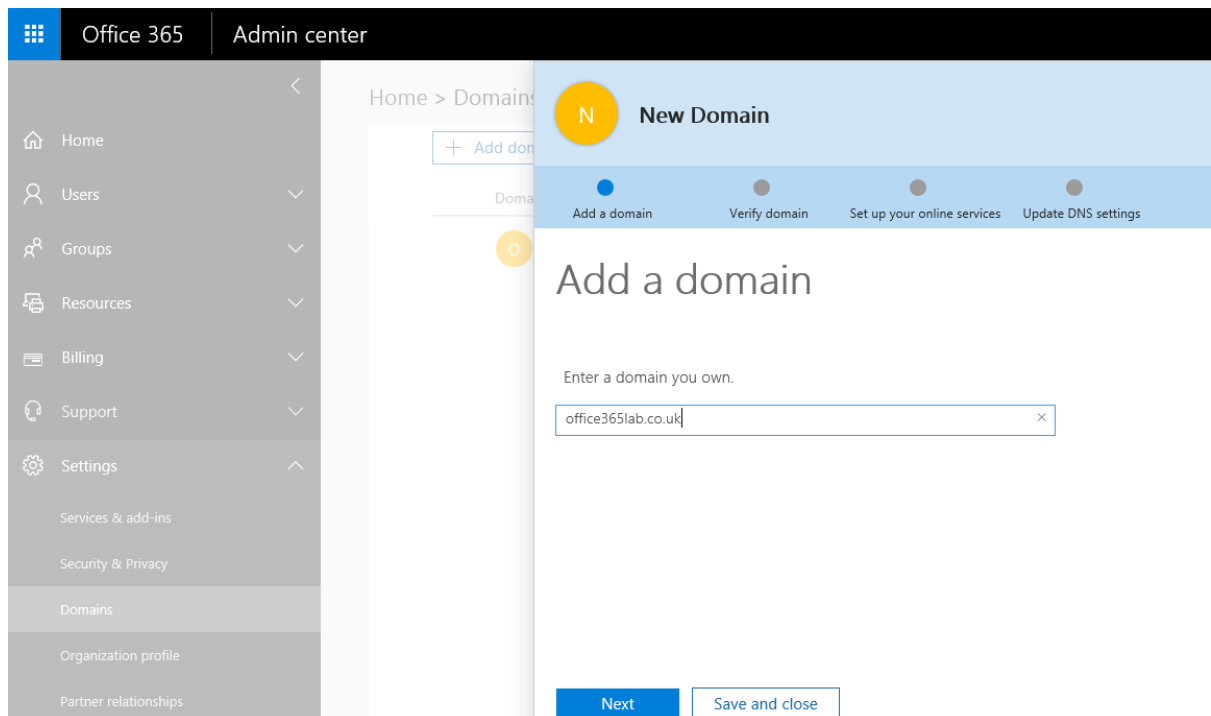 Office 365
Admin center
Home
Users
Groups
Resources
Billing
Support
Settings
Services & add-ins
Security & Privacy
Domains
Organization profile
Partner relationships
Home > Domains
+ Add dom
Doma
O
N
New Domain
Add a domain
Verify domain
Set up your online services
Update DNS settings
Add a domain
Enter a domain you own.
office365lab.co.uk
Next
Save and close